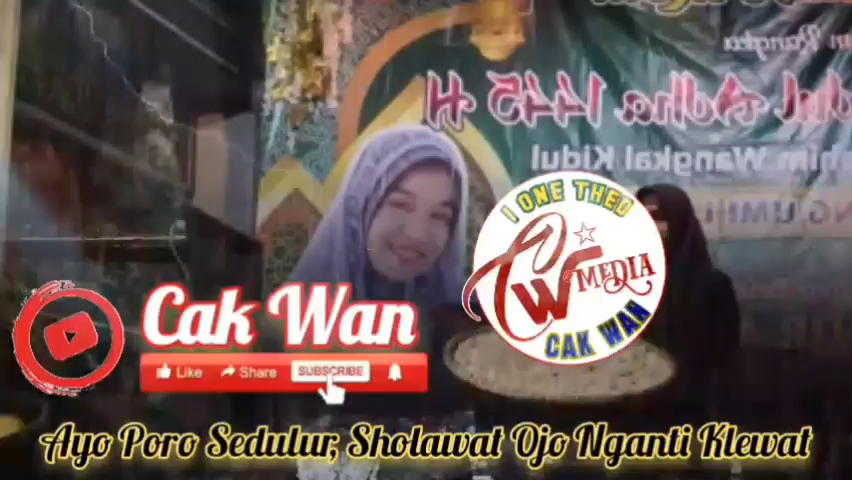 Rangka
Idul Adha 1445 H
Wangkal Kidul
I ONE THEO
CW MEDIA
CAK WAN
Cak Wan
Like Share SUBSCRIBE
Ayo Poro Sedulur, Sholawat Ojo Nganti Klewat